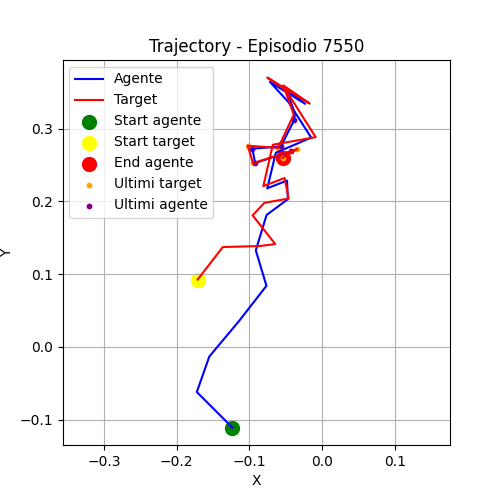 Trajectory - Episodio 7550
Agente
Target
Start agente
Start target
End agente
Ultimi target
Ultimi agente
0.3
0.2
0.1
0.0
−0.1
Y
−0.3
−0.2
−0.1
0.0
0.1
X